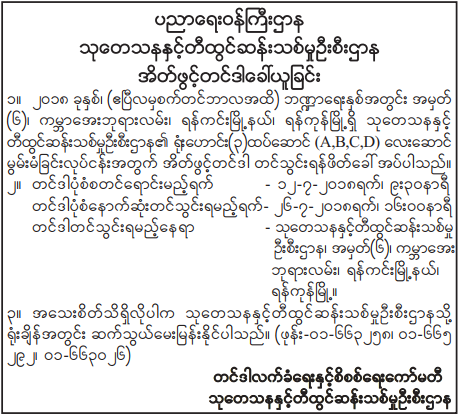 ပညာရေးဝန်ကြီးဌာန
သုတေသနနှင့်တီထွင်ဆန်းသစ်မှုဦးစီးဌာန
အိတ်ဖွင့်တင်ဒါခေါ်ယူခြင်း
၁။ ၂၀၁၈ ခုနှစ်၊ (ဧပြီလမှစက်တင်ဘာလအထိ) ဘဏ္ဍာရေးနှစ်အတွင်း အမှတ်
(၆)၊ ကမ္ဘာအေးဘုရားလမ်း၊ ရန်ကင်းမြို့နယ်၊ ရန်ကုန်မြို့ရှိ သုတေသနနှင့်
တီထွင်ဆန်းသစ်မှုဦးစီးဌာန၏ ရုံးဟောင်း(၃)ထပ်ဆောင် (A,B,C,D) လေးဆောင်
မွမ်းမံခြင်းလုပ်ငန်းအတွက် အိတ်ဖွင့်တင်ဒါ တင်သွင်းရန်ဖိတ်ခေါ် အပ်ပါသည်။
၂။ တင်ဒါပုံစံစတင်ရောင်းမည့်ရက် - ၁၂-၇-၂၀၁၈ရက်၊ ၉း၃၀နာရီ
တင်ဒါပုံစံနောက်ဆုံးတင်သွင်းရမည့်ရက်- ၂၆-၇-၂၀၁၈ရက်၊ ၁၆း၀၀နာရီ
တင်ဒါတင်သွင်းရမည့်နေရာ - သုတေသနနှင့်တီထွင်ဆန်းသစ်မှု
ဦးစီးဌာန၊ အမှတ်(၆)၊ ကမ္ဘာအေး
ဘုရားလမ်း၊ ရန်ကင်းမြို့နယ်၊
ရန်ကုန်မြို့။
၃။ အသေးစိတ်သိရှိလိုပါက သုတေသနနှင့်တီထွင်ဆန်းသစ်မှုဦးစီးဌာနသို့
ရုံးချိန်အတွင်း ဆက်သွယ်မေးမြန်းနိုင်ပါသည်။ (ဖုန်း-၀၁-၆၆၃၂၅၈၊ ၀၁-၆၆၅
၂၉၂၊ ၀၁-၆၆၃၀၂၆)
တင်ဒါလက်ခံရေးနှင့်စိစစ်ရေးကော်မတီ
သုတေသနနှင့်တီထွင်ဆန်းသစ်မှုဦးစီးဌာန